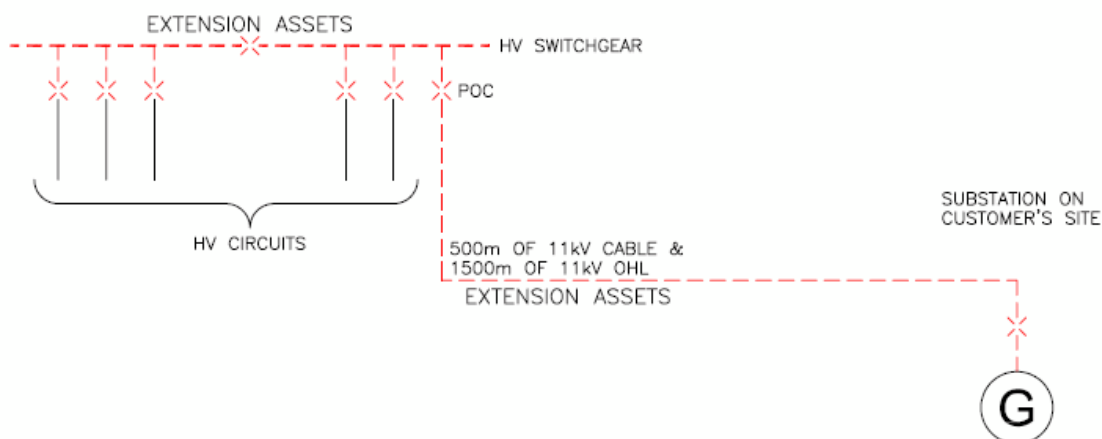 EXTENSION ASSETS
HV SWITCHGEAR
POC
HV CIRCUITS
SUBSTATION ON
CUSTOMER'S SITE
500m OF 11kV CABLE &
1500m OF 11kV OHL
EXTENSION ASSETS
G